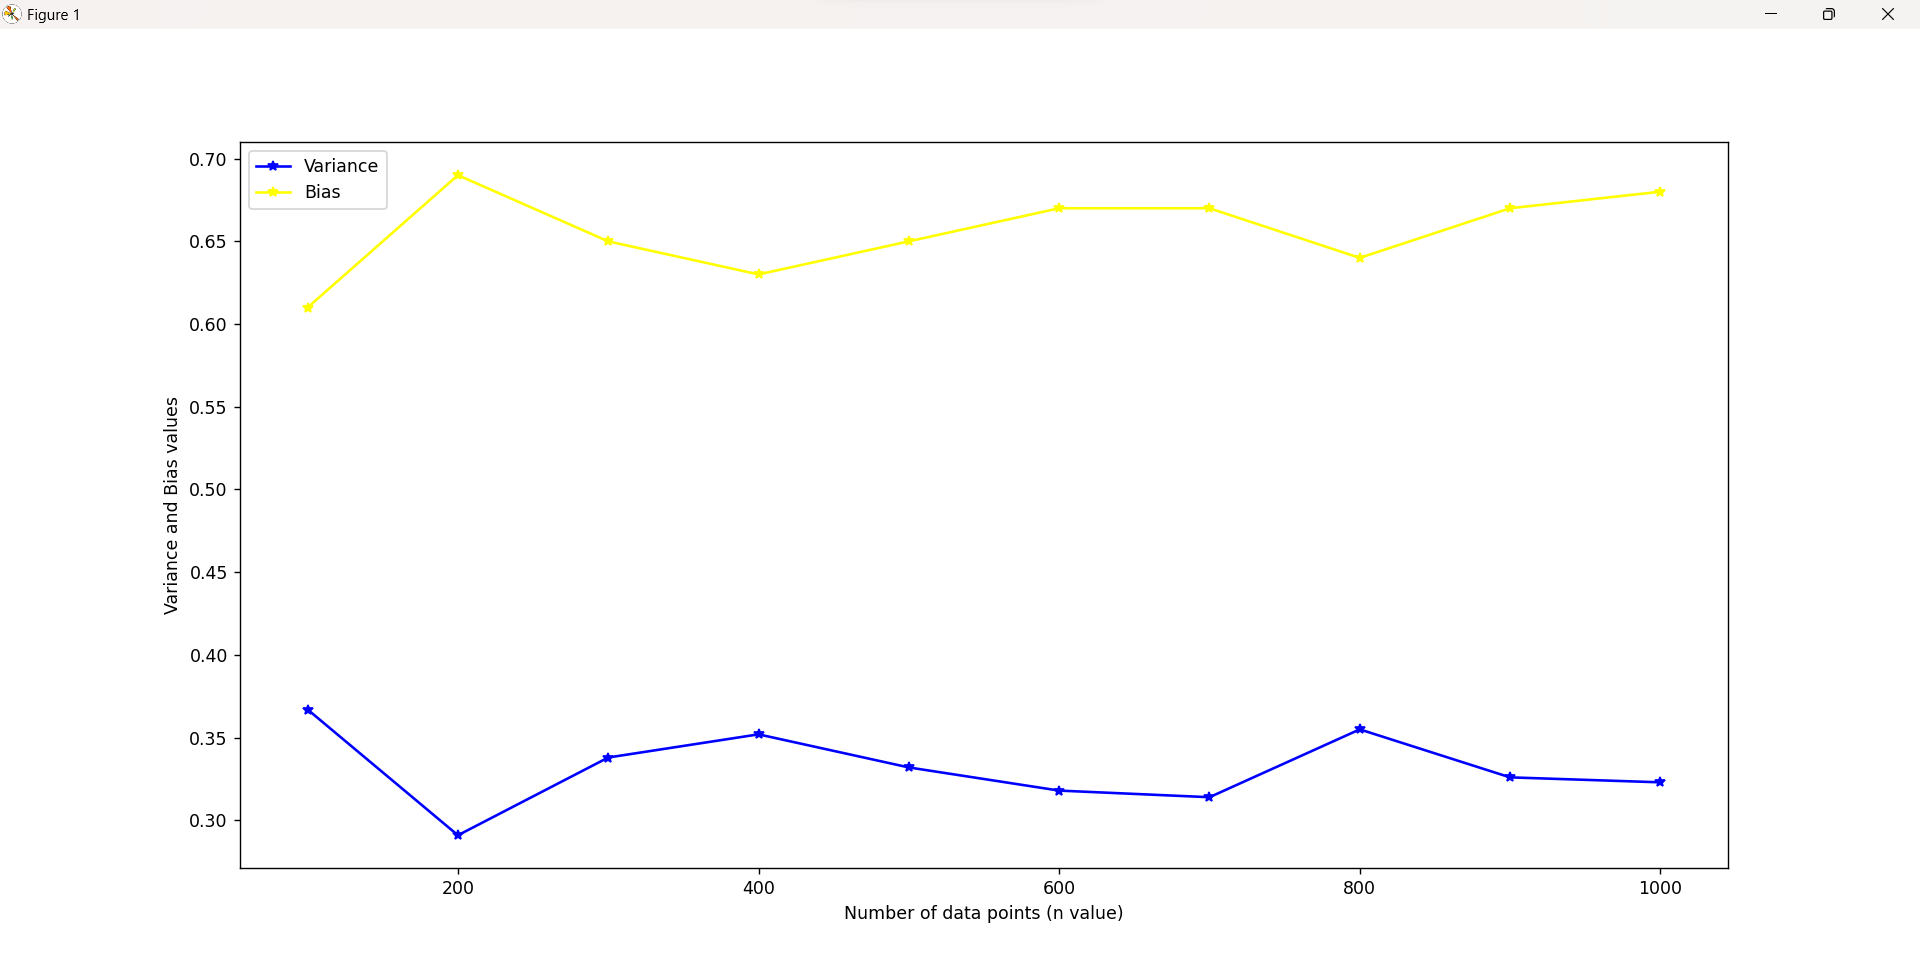 Figure 1
Variance
Bias
0.70
0.65
0.60
0.55
0.50
0.45
0.40
0.35
0.30
Variance and Bias values
200 400 600 800 1000
Number of data points (n value)